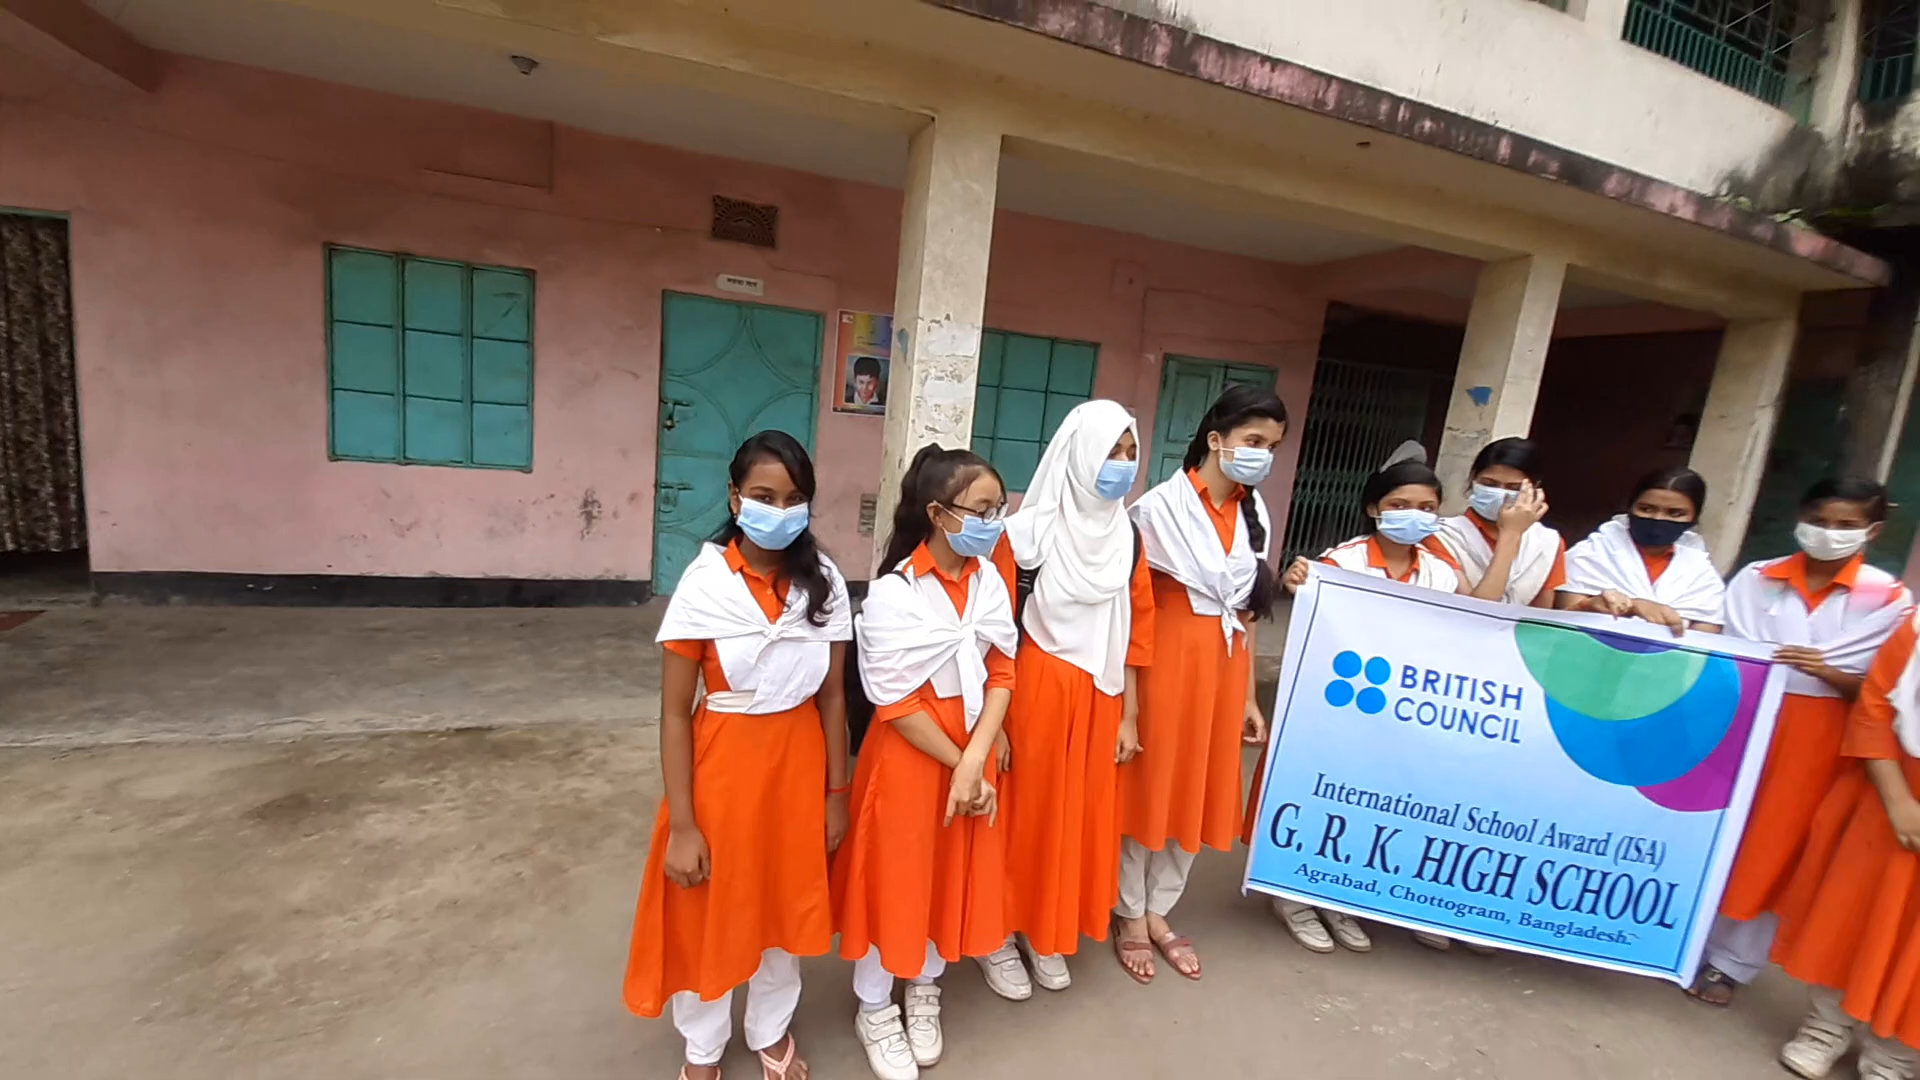 BRITISH
COUNCIL
International School Award (ISA)
G. R. K. HIGH SCHOOL
Agrabad, Chottogram, Bangladesh.